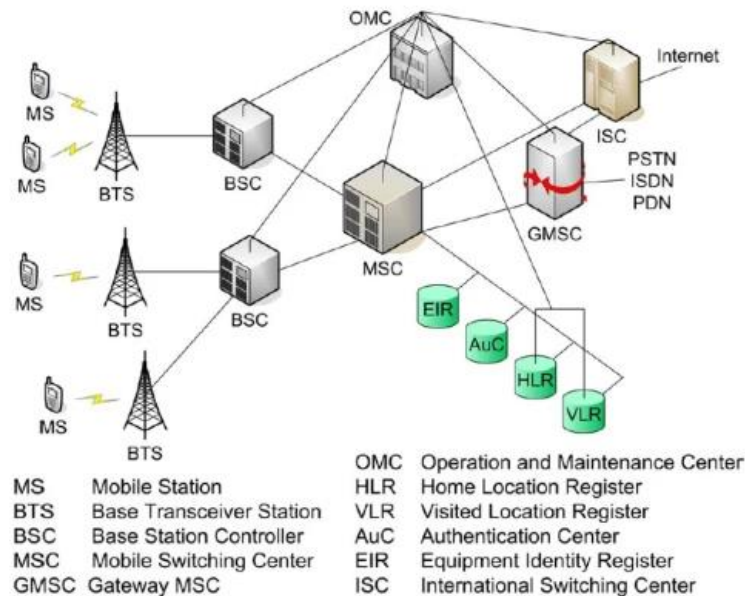 OMC
Internet
MS
ISC
BSC
MS
BTS
PSTN
ISDN
PDN
GMSC
MSC
MS
BTS
BSC
EIR
AuC
HLR
VLR
MS
BTS
OMC Operation and Maintenance Center
MS Mobile Station
HLR Home Location Register
BTS Base Transceiver Station
VLR Visited Location Register
BSC Base Station Controller
AuC Authentication Center
MSC Mobile Switching Center
EIR Equipment Identity Register
GMSC Gateway MSC
ISC International Switching Center